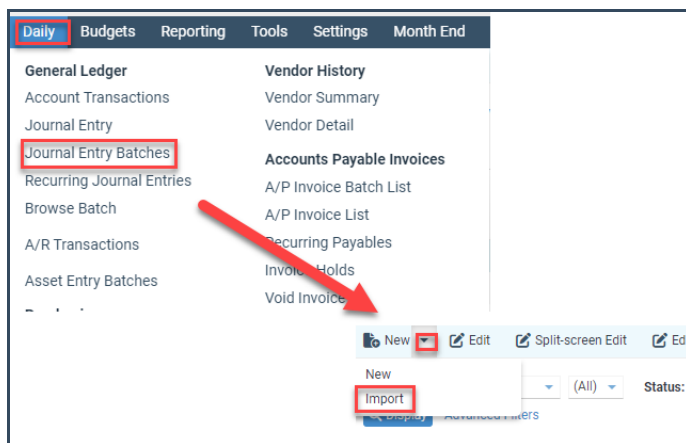 Daily Budgets Reporting Tools Settings Month End
General Ledger
Account Transactions
Journal Entry
Journal Entry Batches
Recurring Journal Entries
Browse Batch
A/R Transactions
Asset Entry Batches
Vendor History
Vendor Summary
Vendor Detail
Accounts Payable Invoices
A/P Invoice Batch List
A/P Invoice List
Recurring Payables
Invoice Holds
Void Invoice
New Edit Split-screen Edit Ed
New
Import
(All) Status:
Display Advanced Filters